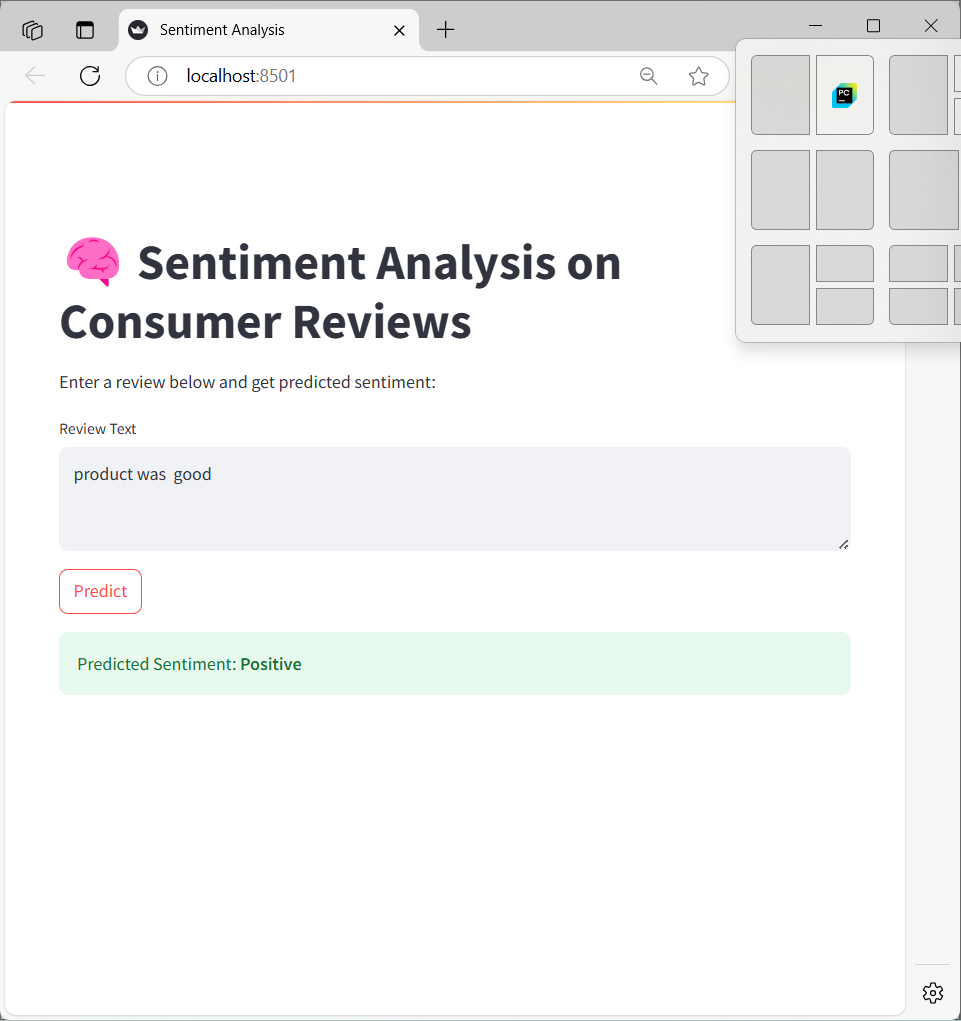 Sentiment Analysis
localhost:8501
PC
🧠 Sentiment Analysis on
Consumer Reviews
Enter a review below and get predicted sentiment:
Review Text
product was  good
Predict
Predicted Sentiment: Positive